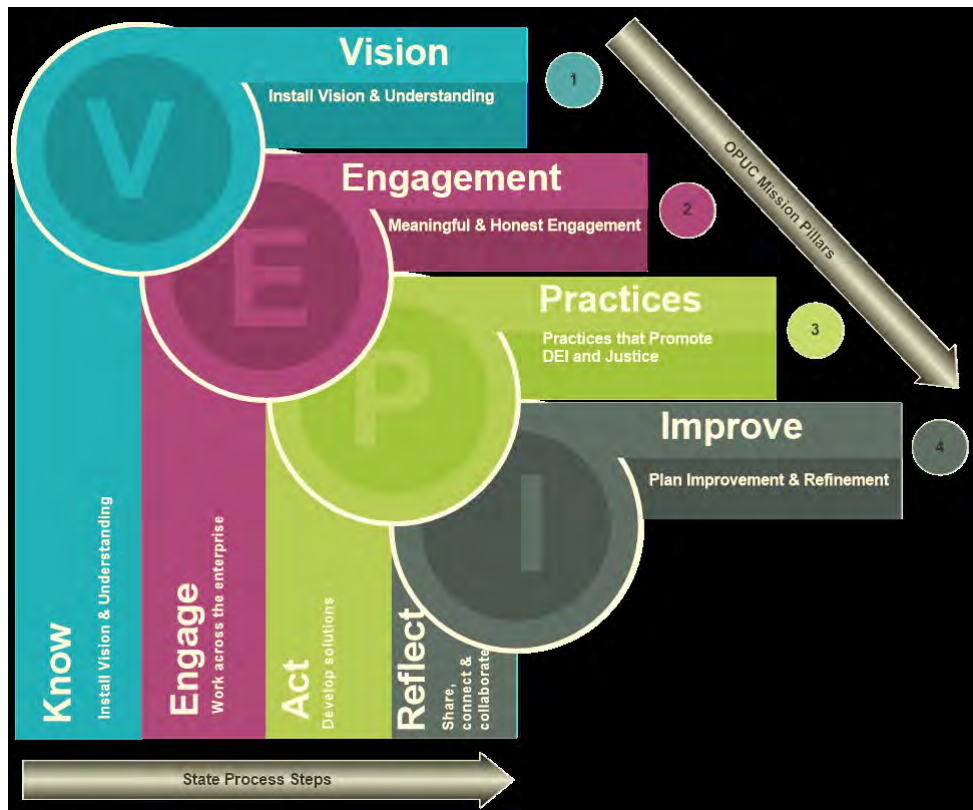 Vision
Install Vision & Understanding
1
V
Engagement
Meaningful & Honest Engagement
2
E
Practices
Practices that Promote
DEI and Justice
3
P
Improve
Plan Improvement & Refinement
4
I
OPUC Mission Pillars
Know
Install Vision & Understanding
Engage
Work across the enterprise
Act
Develop solutions
Reflect
Share,
connect &
collaborate
State Process Steps